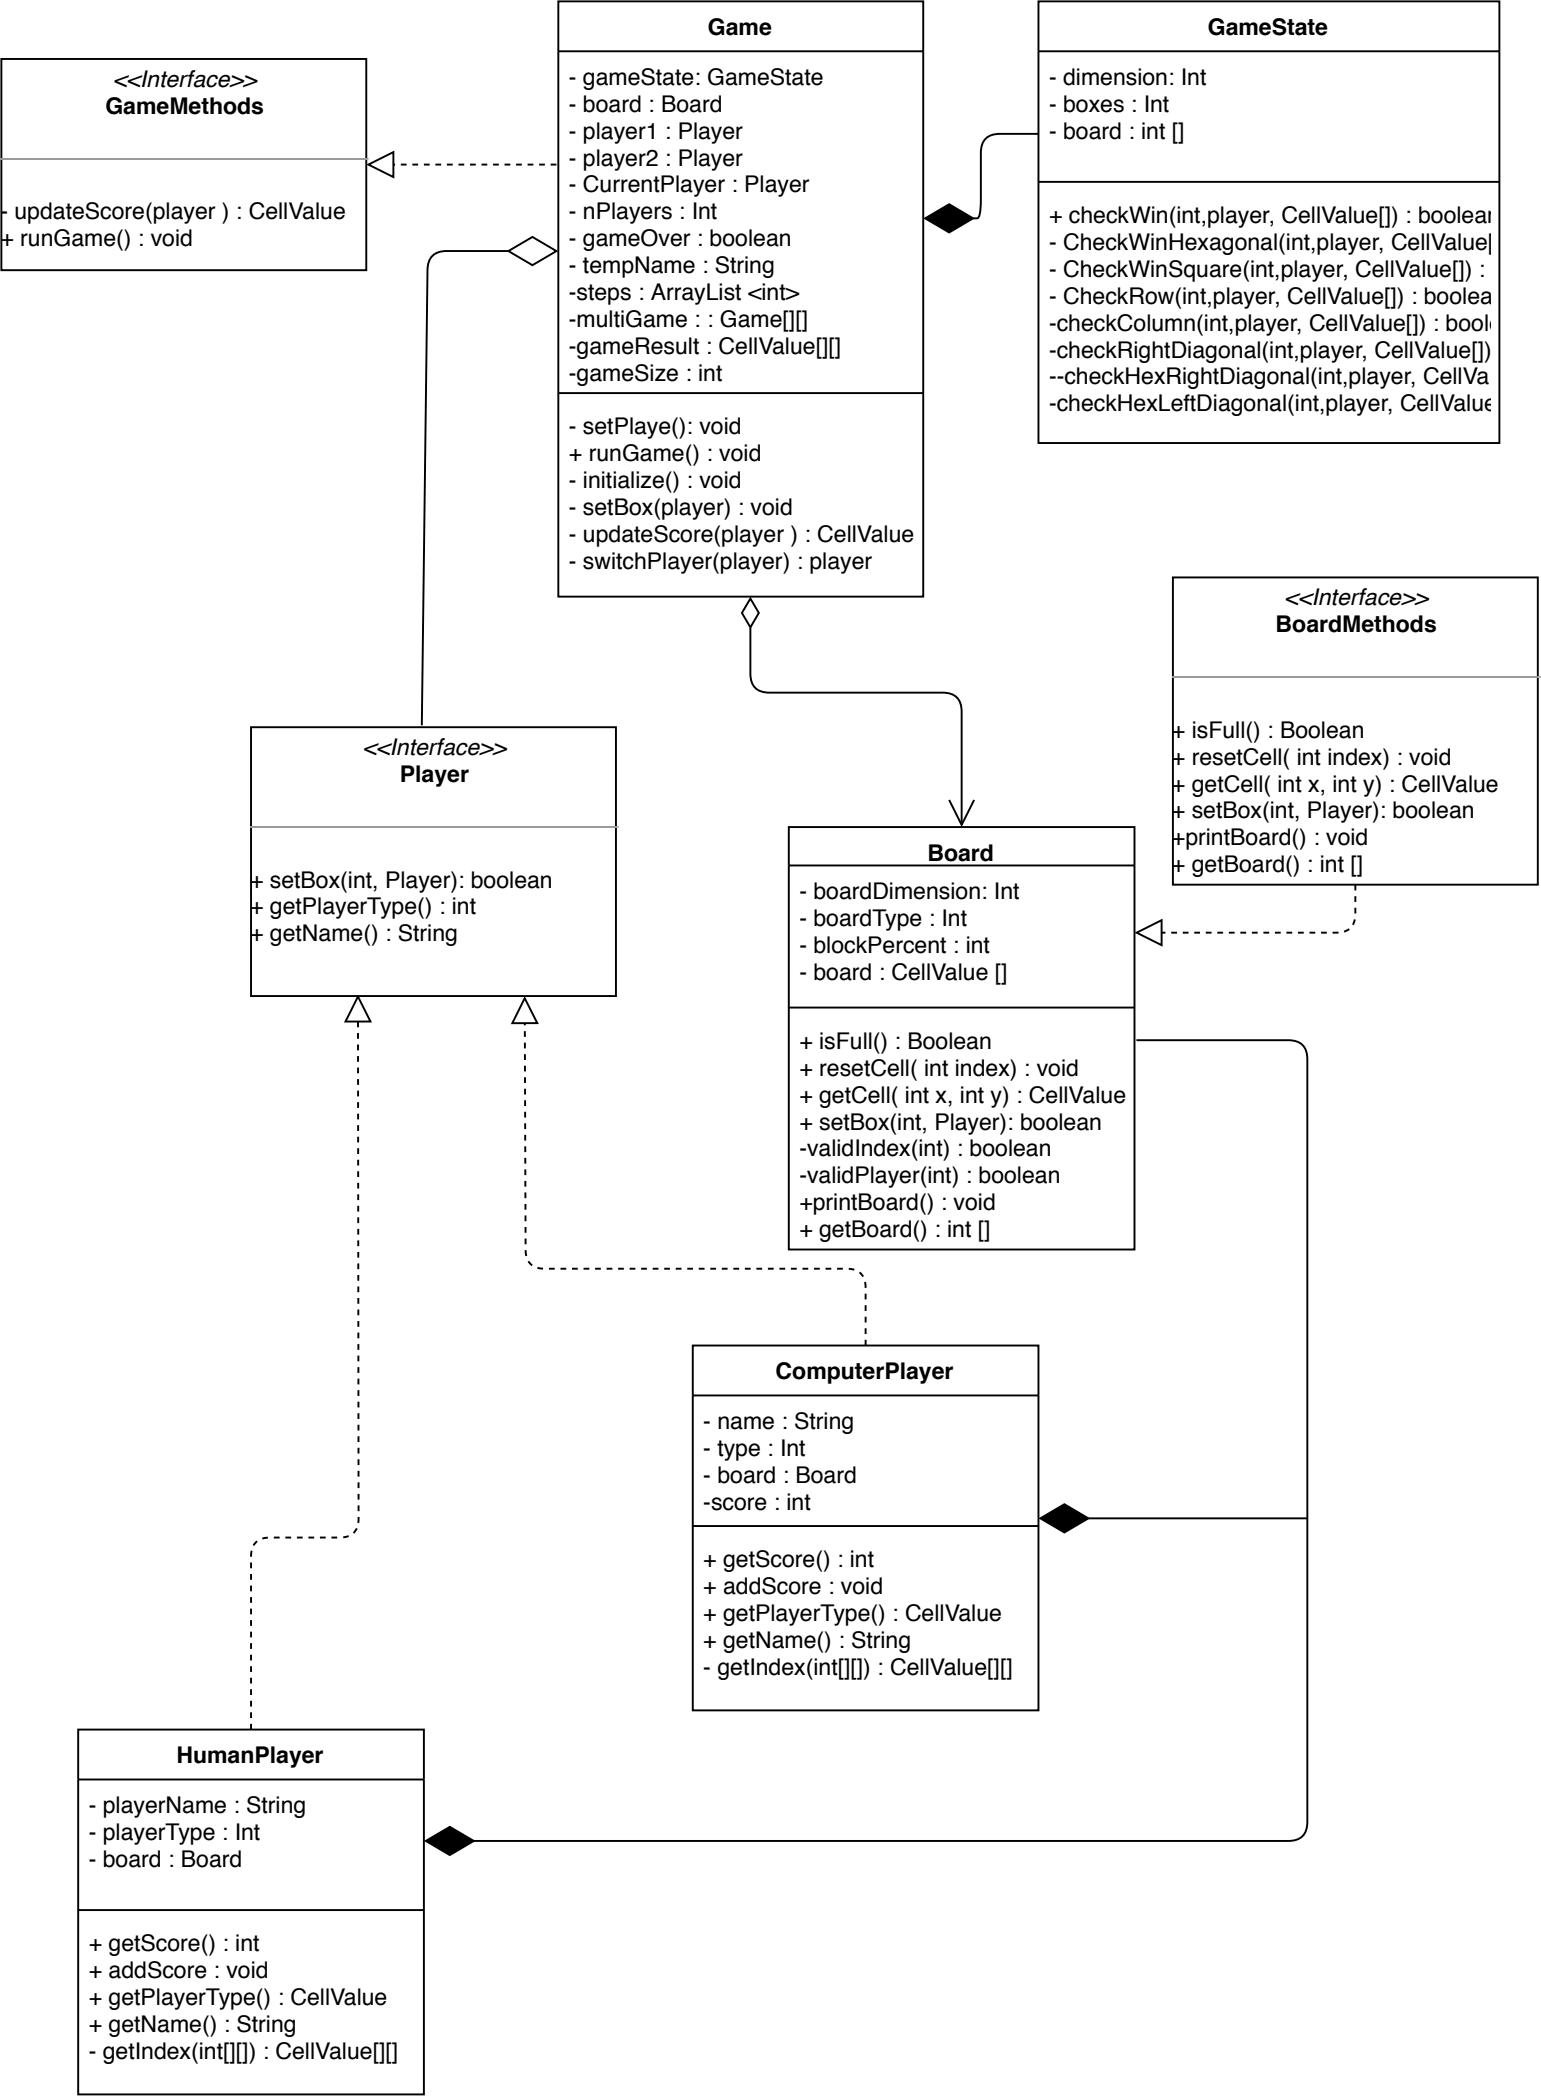 Game
- gameState: GameState
- board : Board
- player1 : Player
- player2 : Player
- CurrentPlayer : Player
- nPlayers : Int
- gameOver : boolean
- tempName : String
-steps : ArrayList <int>
-multiGame : : Game[][]
-gameResult : CellValue[][]
-gameSize : int
- setPlaye(): void
+ runGame() : void
- initialize() : void
- setBox(player) : void
- updateScore(player ) : CellValue
- switchPlayer(player) : player
GameState
- dimension: Int
- boxes : Int
- board : int []
+ checkWin(int,player, CellValue[]) : boolear
- CheckWinHexagonal(int,player, CellValue[
- CheckWinSquare(int,player, CellValue[]) :
- CheckRow(int,player, CellValue[]) : boolea
-checkColumn(int,player, CellValue[]) : bool
-checkRightDiagonal(int,player, CellValue[])
--checkHexRightDiagonal(int,player, CellVa
-checkHexLeftDiagonal(int,player, CellValue
<<Interface>>
GameMethods
- updateScore(player ) : CellValue
+ runGame() : void
<<Interface>>
BoardMethods
+ isFull() : Boolean
+ resetCell( int index) : void
+ getCell( int x, int y) : CellValue
+ setBox(int, Player): boolean
+printBoard() : void
+ getBoard() : int []
<<Interface>>
Player
+ setBox(int, Player): boolean
+ getPlayerType() : int
+ getName() : String
Board
- boardDimension: Int
- boardType : Int
- blockPercent : int
- board : CellValue []
+ isFull() : Boolean
+ resetCell( int index) : void
+ getCell( int x, int y) : CellValue
+ setBox(int, Player): boolean
-validIndex(int) : boolean
-validPlayer(int) : boolean
+printBoard() : void
+ getBoard() : int []
ComputerPlayer
- name : String
- type : Int
- board : Board
-score : int
+ getScore() : int
+ addScore : void
+ getPlayerType() : CellValue
+ getName() : String
- getIndex(int[][]) : CellValue[][]
HumanPlayer
- playerName : String
- playerType : Int
- board : Board
+ getScore() : int
+ addScore : void
+ getPlayerType() : CellValue
+ getName() : String
- getIndex(int[][]) : CellValue[][]